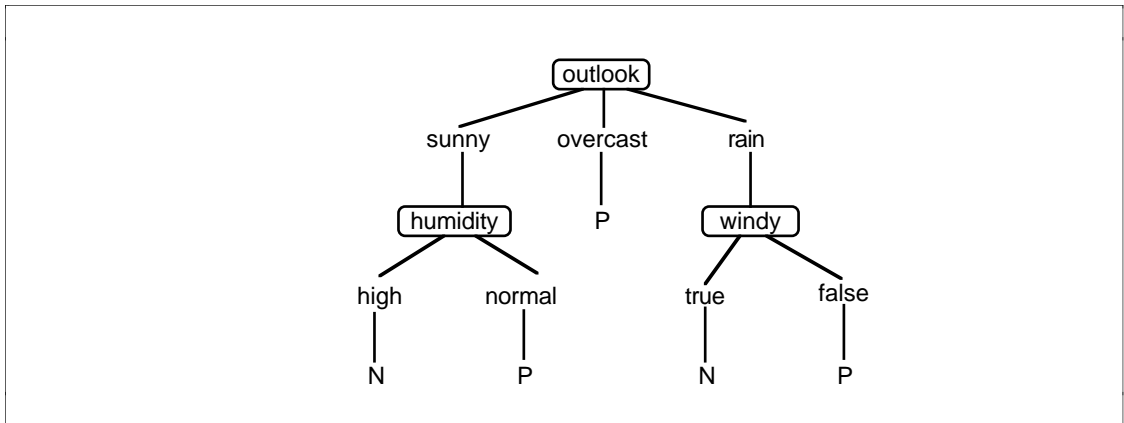 outlook
sunny overcast rain
humidity P windy
high normal true false
N P N P